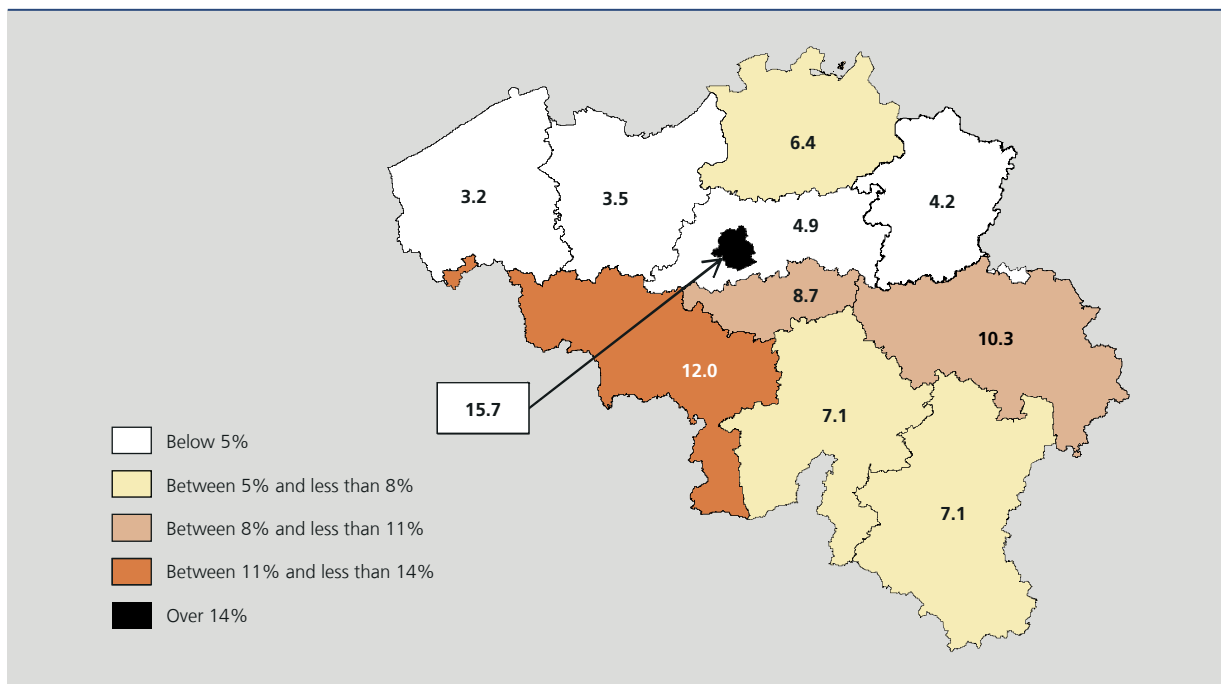 6.4
3.2
3.5
4.2
4.9
8.7
10.3
12.0
15.7
7.1
7.1
Below 5%
Between 5% and less than 8%
Between 8% and less than 11%
Between 11% and less than 14%
Over 14%